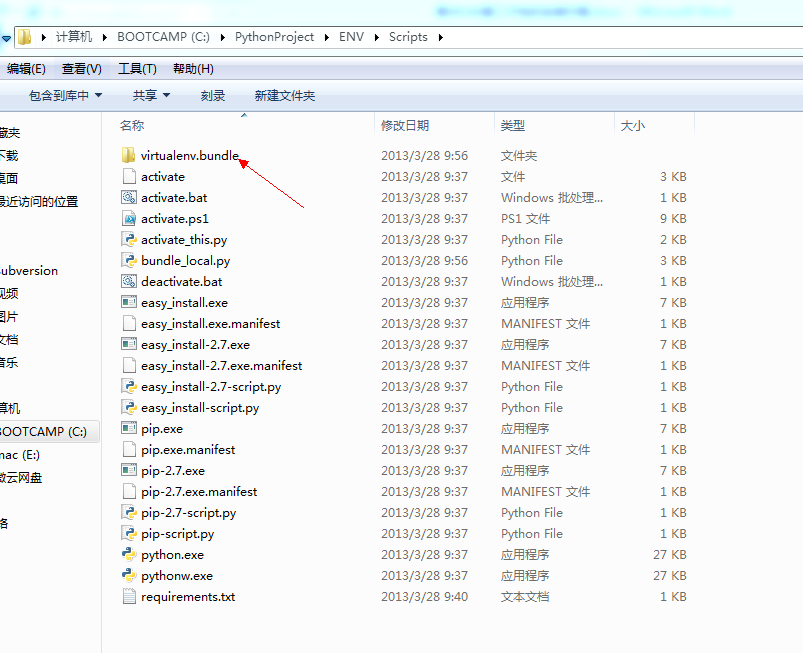 计算机 BOOTCAMP (C:) PythonProject ENV Scripts
编辑(E) 查看(V) 工具(T) 帮助(H)
包含到库中 共享 刻录 新建文件夹
名称 修改日期 类型 大小
藏夹
下载
桌面
最近访问的位置
ubversion
视频
图片
文档
音乐
算机
BOOTCAMP (C:)
mac (E:)
微云网盘
络
virtualenv.bundle 2013/3/28 9:56 文件夹
activate 2013/3/28 9:37 文件 3 KB
activate.bat 2013/3/28 9:37 Windows 批处理... 1 KB
activate.ps1 2013/3/28 9:37 PS1 文件 9 KB
activate_this.py 2013/3/28 9:37 Python File 2 KB
bundle_local.py 2013/3/28 9:56 Python File 3 KB
deactivate.bat 2013/3/28 9:37 Windows 批处理... 1 KB
easy_install.exe 2013/3/28 9:37 应用程序 7 KB
easy_install.exe.manifest 2013/3/28 9:37 MANIFEST 文件 1 KB
easy_install-2.7.exe 2013/3/28 9:37 应用程序 7 KB
easy_install-2.7.exe.manifest 2013/3/28 9:37 MANIFEST 文件 1 KB
easy_install-2.7-script.py 2013/3/28 9:37 Python File 1 KB
easy_install-script.py 2013/3/28 9:37 Python File 1 KB
pip.exe 2013/3/28 9:37 应用程序 7 KB
pip.exe.manifest 2013/3/28 9:37 MANIFEST 文件 1 KB
pip-2.7.exe 2013/3/28 9:37 应用程序 7 KB
pip-2.7.exe.manifest 2013/3/28 9:37 MANIFEST 文件 1 KB
pip-2.7-script.py 2013/3/28 9:37 Python File 1 KB
pip-script.py 2013/3/28 9:37 Python File 1 KB
python.exe 2013/3/28 9:37 应用程序 27 KB
pythonw.exe 2013/3/28 9:37 应用程序 27 KB
requirements.txt 2013/3/28 9:40 文本文档 1 KB